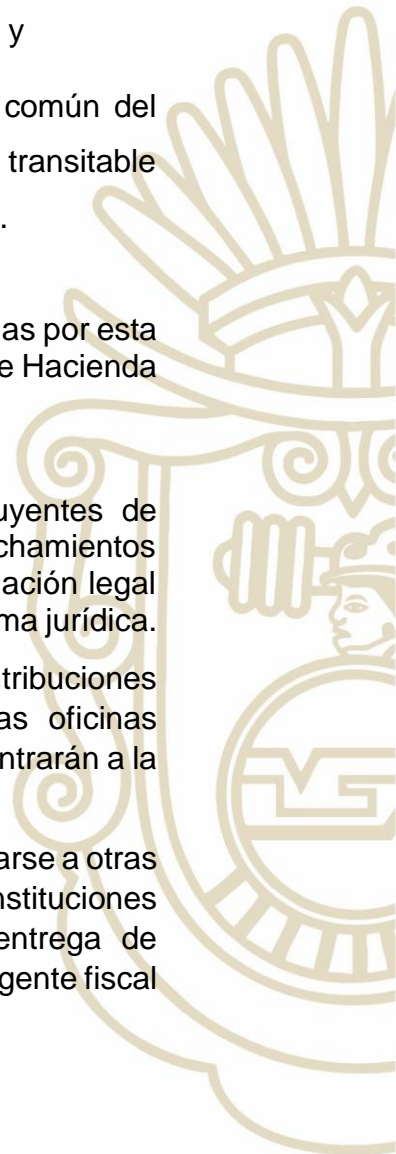 y
común del
transitable
.
as por esta
e Hacienda
uyentes de
chamientos
ación legal
ma jurídica.
tribuciones
as oficinas
ntrarán a la
arse a otras
nstituciones
entrega de
gente fiscal